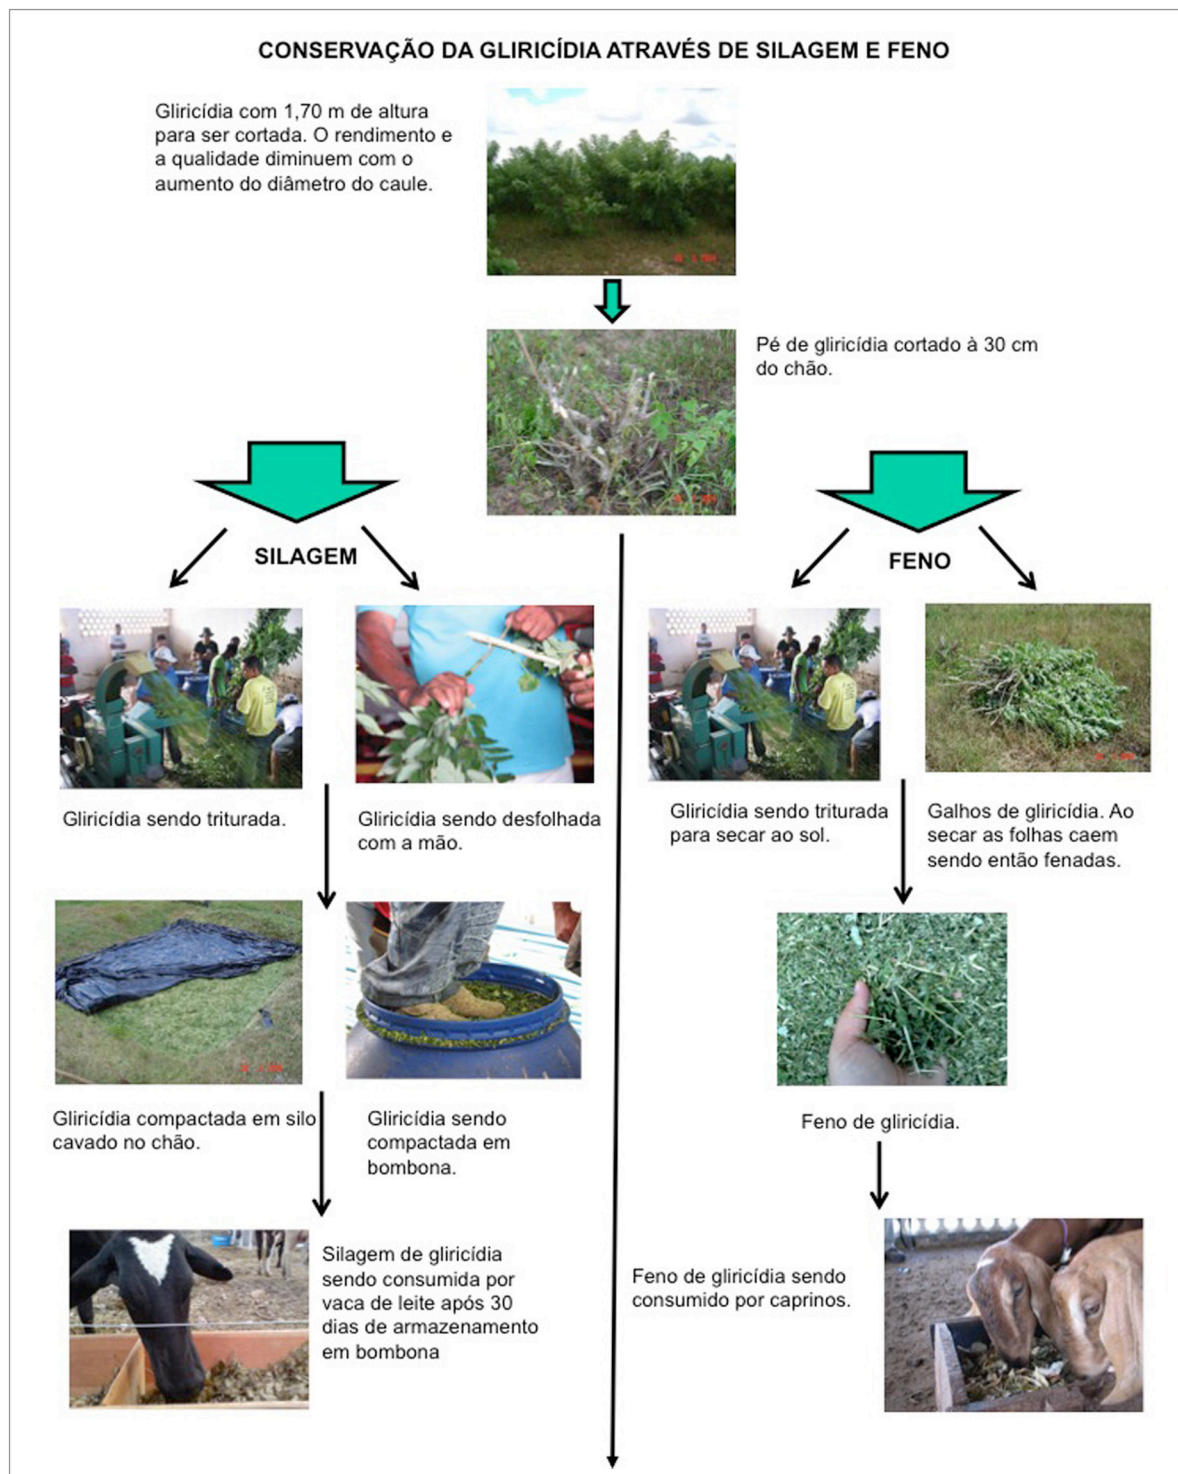 CONSERVAÇÃO DA GLIRICÍDIA ATRAVÉS DE SILAGEM E FENO
Gliricídia com 1,70 m de altura
para ser cortada. O rendimento e
a qualidade diminuem com o
aumento do diâmetro do caule.
Pé de gliricídia cortado à 30 cm
do chão.
SILAGEM
FENO
Gliricídia sendo triturada.
Gliricídia sendo desfolhada
com a mão.
Gliricídia sendo triturada
para secar ao sol.
Galhos de gliricídia. Ao
secar as folhas caem
sendo então fenadas.
Gliricídia compactada em silo
cavado no chão.
Gliricídia sendo
compactada em
bombona.
Feno de gliricídia.
Silagem de gliricídia
sendo consumida por
vaca de leite após 30
dias de armazenamento
em bombona
Feno de gliricídia sendo
consumido por caprinos.